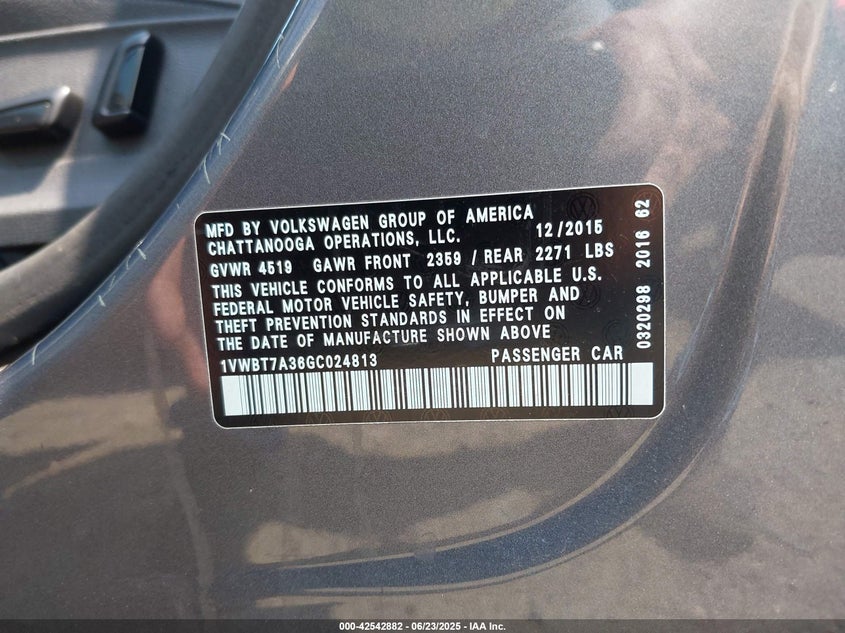 MFD BY VOLKSWAGEN GROUP OF AMERICA
CHATTANOOGA OPERATIONS, LLC. 12/2015
GVWR 4519 GAWR FRONT 2359 / REAR 2271 LBS
THIS VEHICLE CONFORMS TO ALL APPLICABLE U.S.
FEDERAL MOTOR VEHICLE SAFETY, BUMPER AND
THEFT PREVENTION STANDARDS IN EFFECT ON
THE DATE OF MANUFACTURE SHOWN ABOVE
1VWBT7A36GC024813 PASSENGER CAR
0320298 2016 62
000-42542882 - 06/23/2025 - IAA Inc.